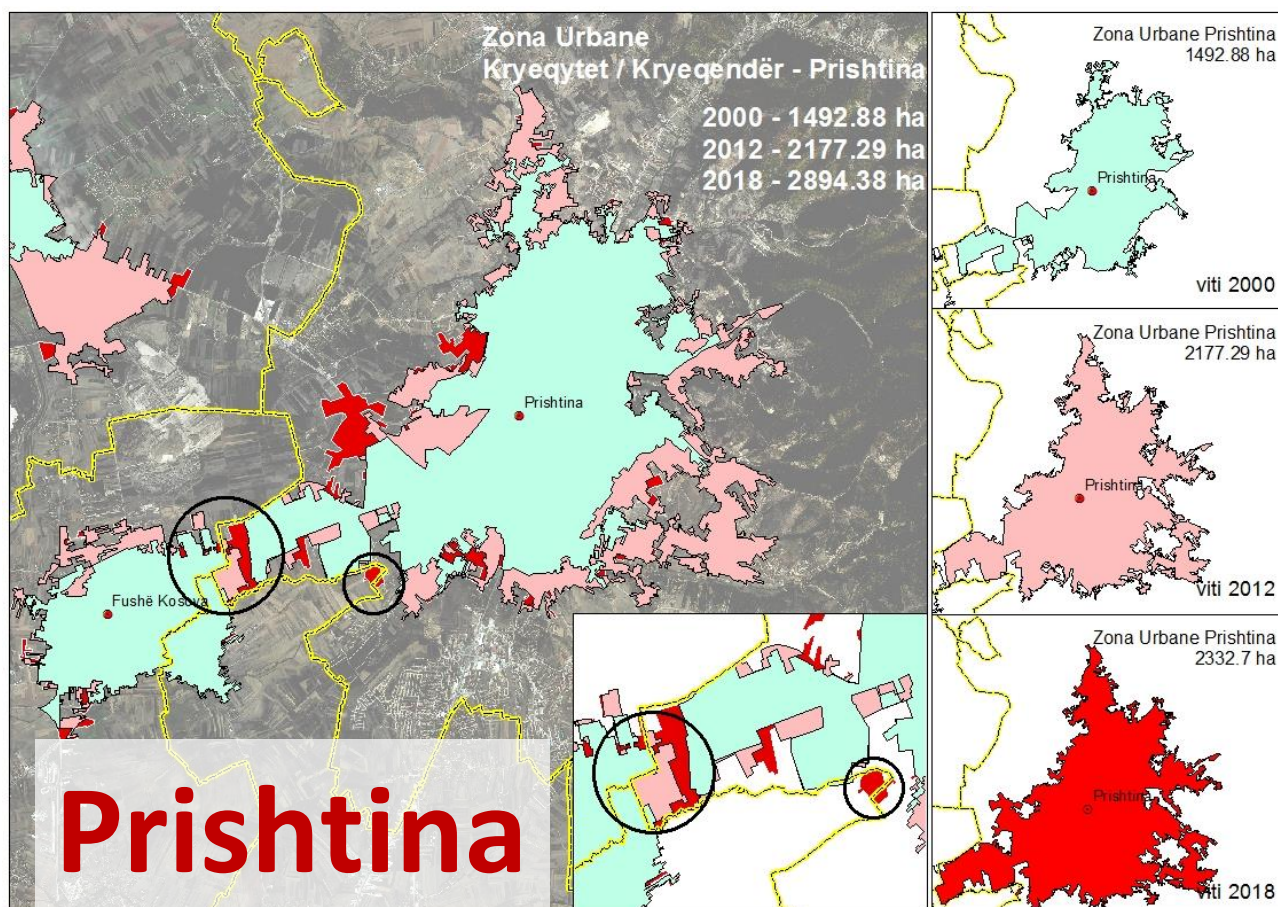 Zona Urbane
Kryeqytet / Kryeqendër - Prishtina
2000 - 1492.88 ha
2012 - 2177.29 ha
2018 - 2894.38 ha
Prishtina
Fushë Kosova
Prishtina
Zona Urbane Prishtina
1492.88 ha
Prishtina
viti 2000
Zona Urbane Prishtina
2177.29 ha
Prishtina
viti 2012
Zona Urbane Prishtina
2332.7 ha
Prishtina
viti 2018